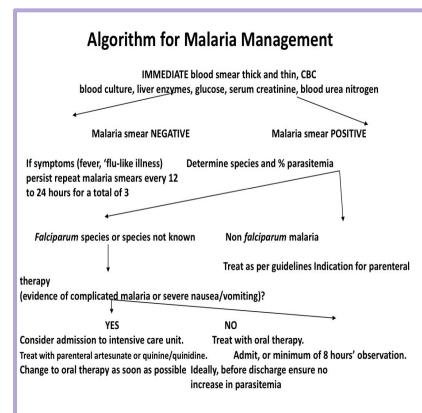 Algorithm for Malaria Management
IMMEDIATE blood smear thick and thin, CBC
blood culture, liver enzymes, glucose, serum creatinine, blood urea nitrogen
Malaria smear NEGATIVE
Malaria smear POSITIVE
If symptoms (fever, ‘flu-like illness)
persist repeat malaria smears every 12
to 24 hours for a total of 3
Determine species and % parasitemia
Falciparum species or species not known
Non falciparum malaria
Treat as per guidelines Indication for parenteral
therapy
(evidence of complicated malaria or severe nausea/vomiting)?
YES
NO
Consider admission to intensive care unit.
Treat with oral therapy.
Treat with parenteral artesunate or quinine/quinidine.
Admit, or minimum of 8 hours’ observation.
Change to oral therapy as soon as possible
Ideally, before discharge ensure no
increase in parasitemia